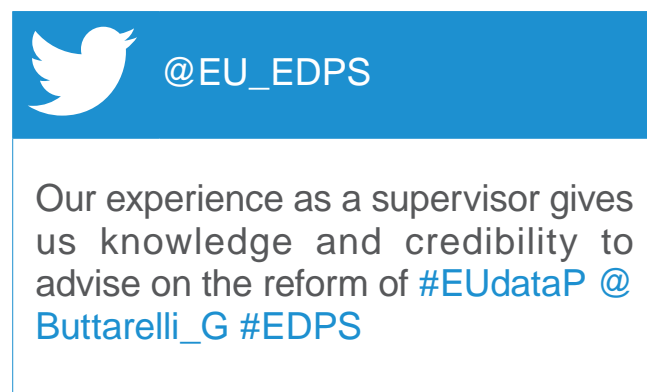 @EU_EDPS
Our experience as a supervisor gives
us knowledge and credibility to
advise on the reform of #EUdataP @
Buttarelli_G #EDPS